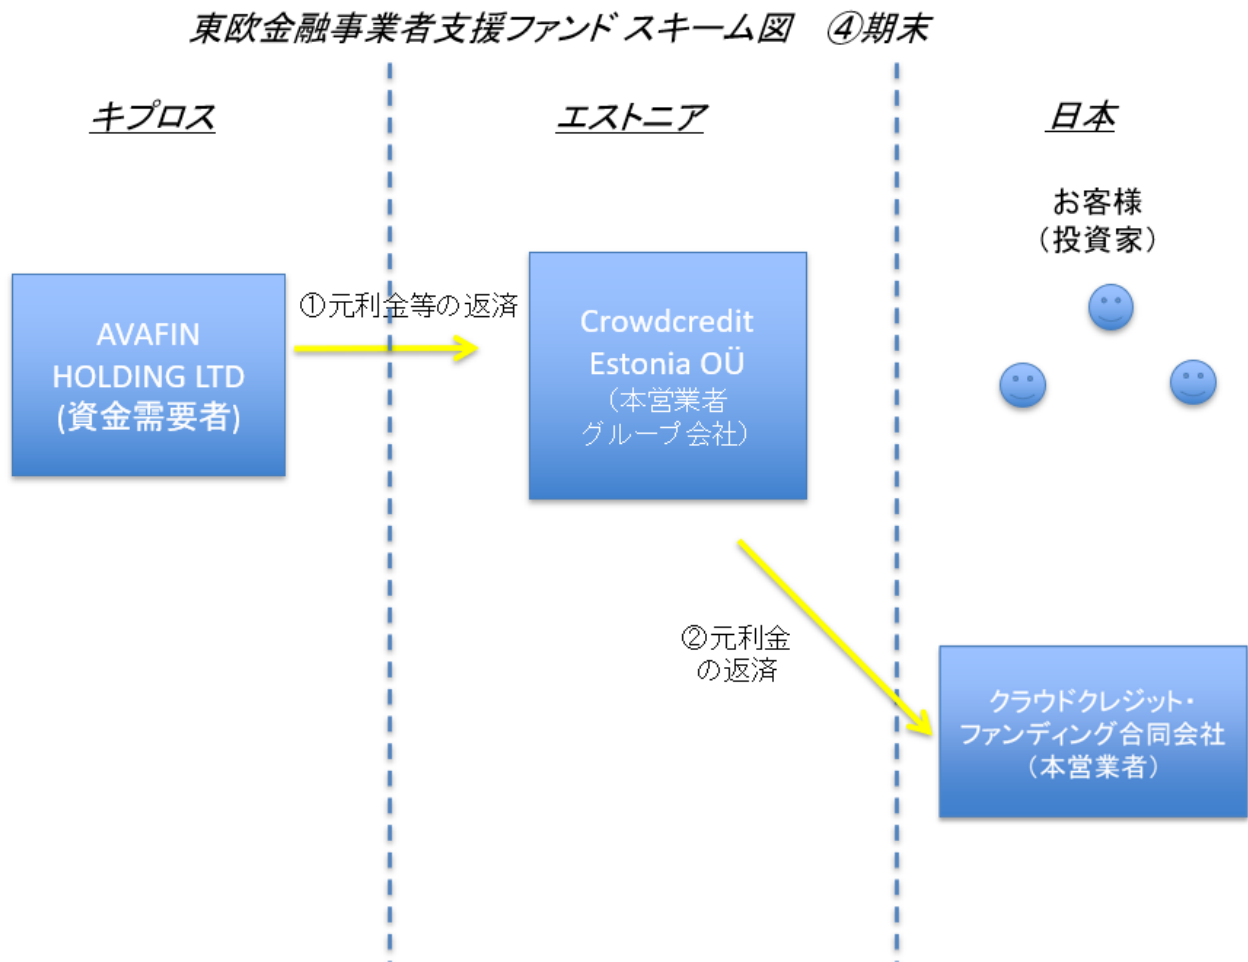 東欧金融事業者支援ファンド スキーム図　④期末
キプロス
エストニア
日本
お客様
（投資家）
AVAFIN
HOLDING LTD
(資金需要者)
①元利金等の返済
Crowdcredit
Estonia OÜ
（本営業者
グループ会社）
②元利金
の返済
クラウドクレジット・
ファンディング合同会社
（本営業者）